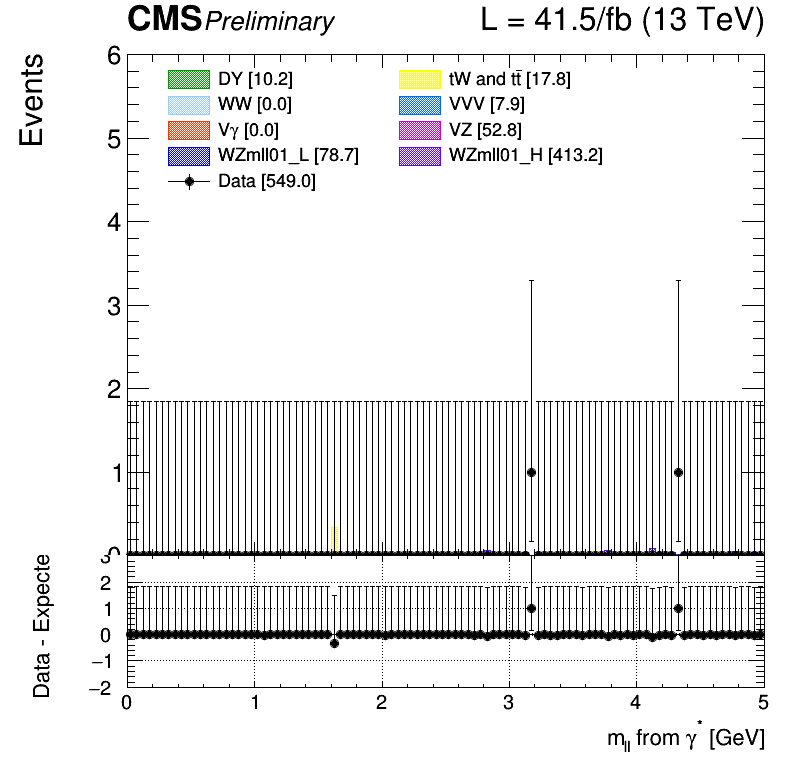 CMS Preliminary L = 41.5/fb (13 TeV)
Events
6
5
4
3
2
1
0
DY [10.2]
tW and tt̄ [17.8]
WW [0.0]
VVV [7.9]
Vγ [0.0]
VZ [52.8]
WZmll01_L [78.7]
WZmll01_H [413.2]
Data [549.0]
Data - Expecte
3
2
1
0
−1
−2
0 1 2 3 4 5
m_ll from γ* [GeV]